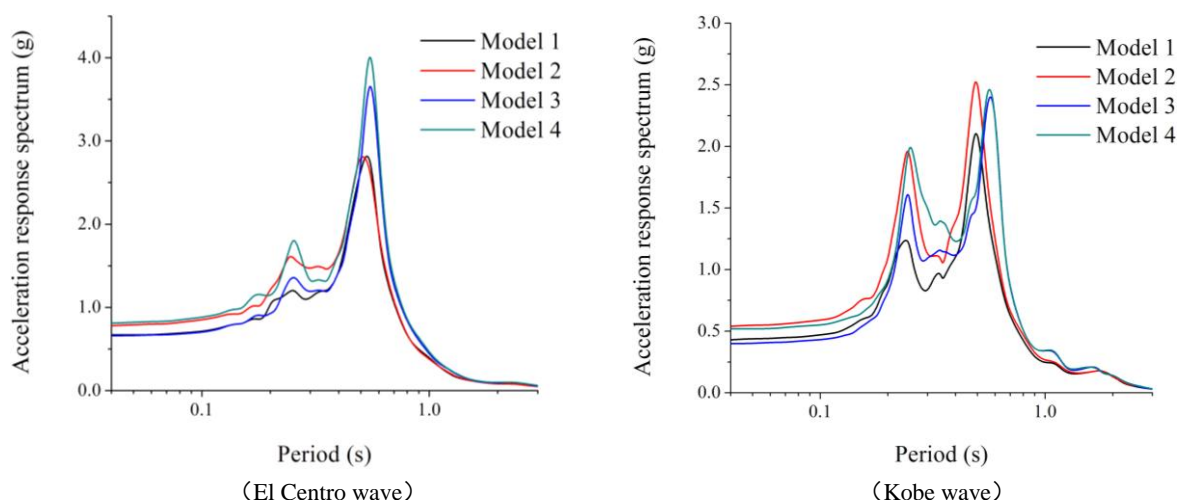 Acceleration response spectrum (g)
4.0
3.0
2.0
1.0
0.0
0.1
1.0
Period (s)
Model 1
Model 2
Model 3
Model 4
（El Centro wave）
Acceleration response spectrum (g)
3.0
2.5
2.0
1.5
1.0
0.5
0.0
0.1
1.0
Period (s)
Model 1
Model 2
Model 3
Model 4
（Kobe wave）